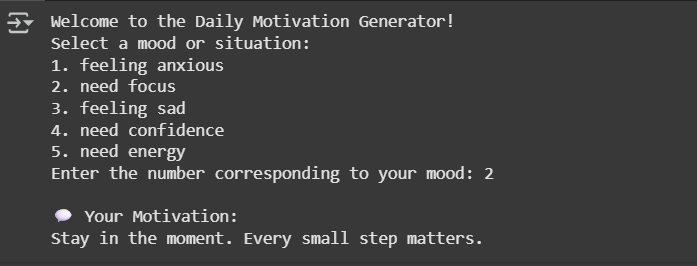 Welcome to the Daily Motivation Generator!
Select a mood or situation:
1. feeling anxious
2. need focus
3. feeling sad
4. need confidence
5. need energy
Enter the number corresponding to your mood: 2
💬 Your Motivation:
Stay in the moment. Every small step matters.